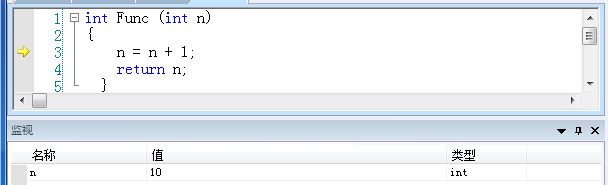 1 int Func (int n)
2 {
3 n = n + 1;
4 return n;
5 }
监视
名称 值 类型
n 10 int